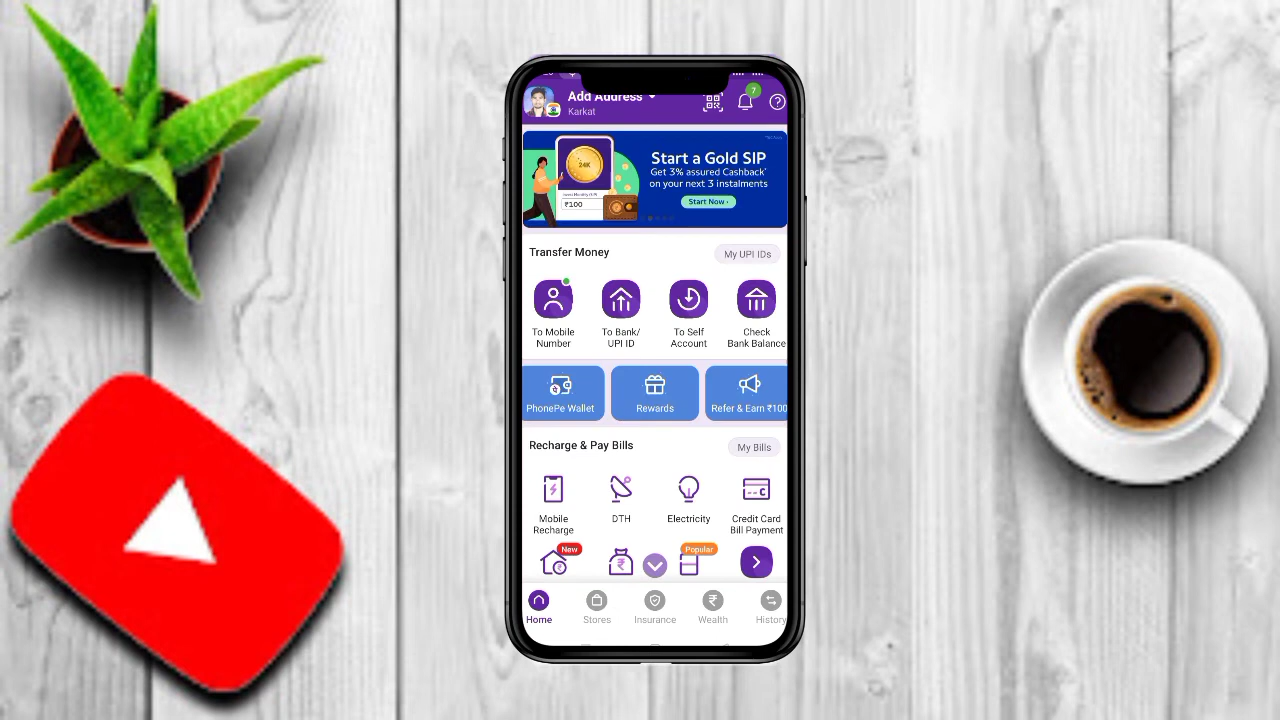 Add Address
Karkat
7
Start a Gold SIP
Get 3% assured Cashback*
on your next 3 instalments
Start Now ›
24K
₹100
Transfer Money
My UPI IDs
To Mobile
Number
To Bank/
UPI ID
To Self
Account
Check
Bank Balance
PhonePe Wallet
Rewards
Refer & Earn ₹100
Recharge & Pay Bills
My Bills
Mobile
Recharge
DTH
Electricity
Credit Card
Bill Payment
New
Popular
Home
Stores
Insurance
Wealth
History